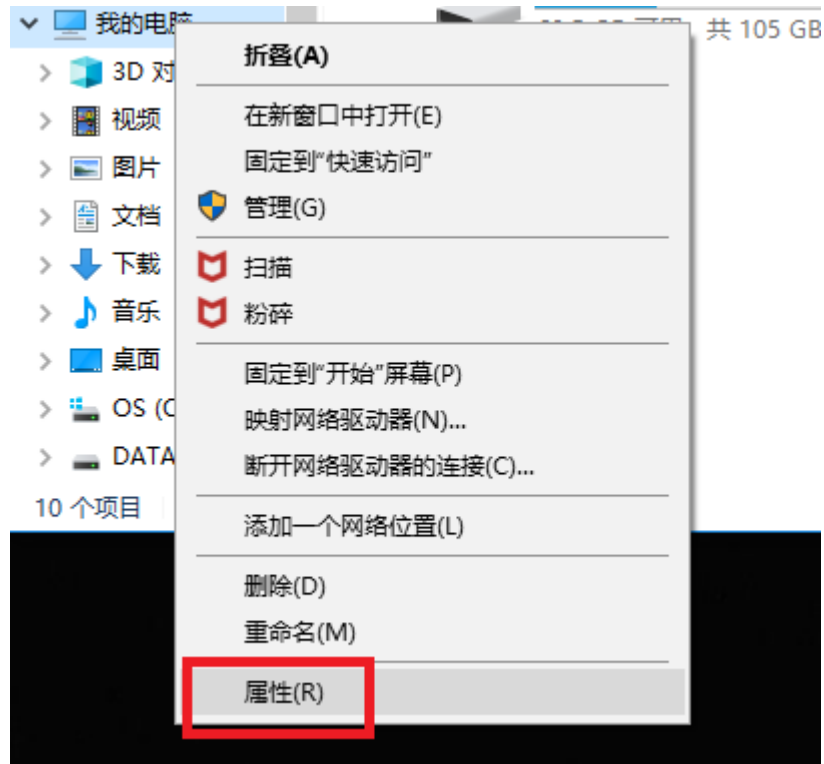 我的电脑
共 105 GB
3D 对
视频
图片
文档
下载
音乐
桌面
OS (C
DATA
10 个项目
折叠(A)
在新窗口中打开(E)
固定到“快速访问”
管理(G)
扫描
粉碎
固定到“开始”屏幕(P)
映射网络驱动器(N)...
断开网络驱动器的连接(C)...
添加一个网络位置(L)
删除(D)
重命名(M)
属性(R)